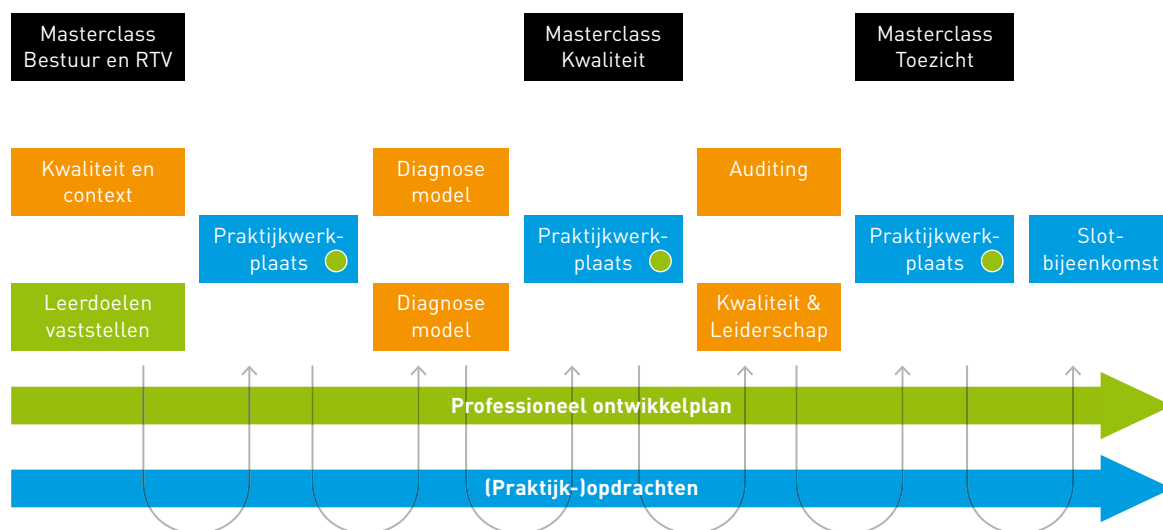 Masterclass
Bestuur en RTV
Masterclass
Kwaliteit
Masterclass
Toezicht
Kwaliteit en
context
Diagnose
model
Auditing
Praktijkwerk-
plaats
Praktijkwerk-
plaats
Praktijkwerk-
plaats
Slot-
bijeenkomst
Leerdoelen
vaststellen
Diagnose
model
Kwaliteit &
Leiderschap
Professioneel ontwikkelplan
(Praktijk-)opdrachten